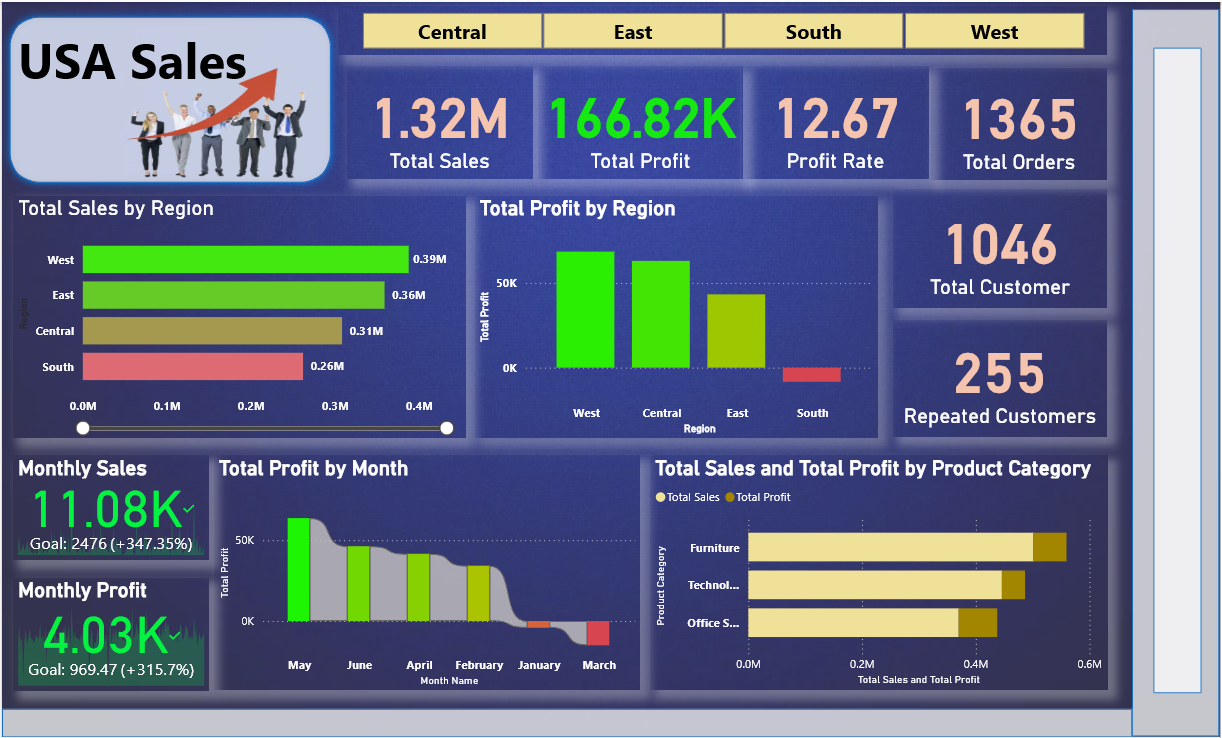 USA Sales
Central
East
South
West
1.32M
Total Sales
166.82K
Total Profit
12.67
Profit Rate
1365
Total Orders
Total Sales by Region
Region
West
0.39M
East
0.36M
Central
0.31M
South
0.26M
0.0M 0.1M 0.2M 0.3M 0.4M
Total Profit by Region
Total Profit
50K
0K
West Central East South
Region
1046
Total Customer
255
Repeated Customers
Monthly Sales
11.08K
Goal: 2476 (+347.35%)
Monthly Profit
4.03K
Goal: 969.47 (+315.7%)
Total Profit by Month
Total Profit
50K
0K
May June April February January March
Month Name
Total Sales and Total Profit by Product Category
Total Sales Total Profit
Product Category
Furniture
Technol...
Office S...
0.0M 0.2M 0.4M 0.6M
Total Sales and Total Profit